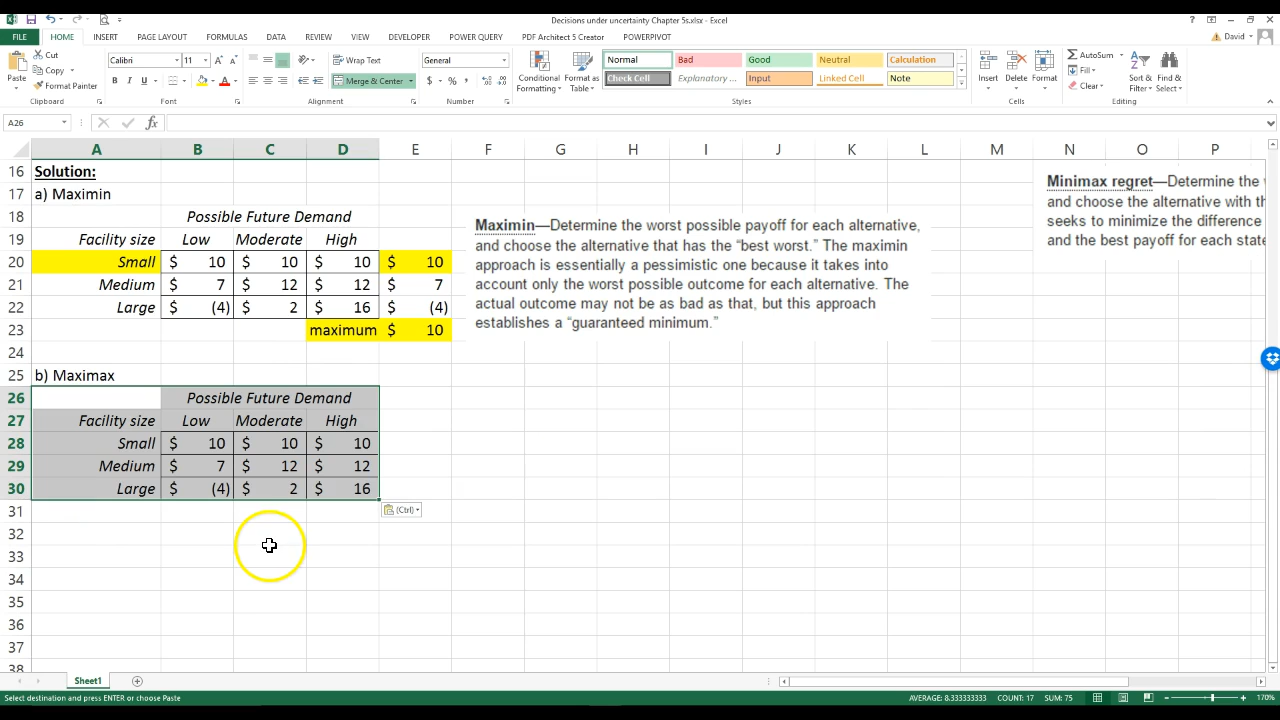 Decisions under uncertainty Chapter 5s.xlsx - Excel
FILE HOME INSERT PAGE LAYOUT FORMULAS DATA REVIEW VIEW DEVELOPER POWER QUERY PDF Architect 5 Creator POWERPIVOT David
Paste
Cut
Copy
Format Painter
Clipboard
Calibri 11
B I U
Font
Wrap Text
Merge & Center
Alignment
General
$ % ,
Number
Conditional Formatting
Format as Table
Normal Bad Good Neutral Calculation
Check Cell Explanatory ... Input Linked Cell Note
Styles
Insert Delete Format
Cells
AutoSum
Fill
Clear
Sort & Filter
Find & Select
Editing
A26 fx
A B C D E F G H I J K L M N O P
16 Solution:
17 a) Maximin
18 Possible Future Demand
19 Facility size Low Moderate High
20 Small $ 10 $ 10 $ 10 $ 10
21 Medium $ 7 $ 12 $ 12 $ 7
22 Large $ (4) $ 2 $ 16 $ (4)
23 maximum $ 10
24
25 b) Maximax
26 Possible Future Demand
27 Facility size Low Moderate High
28 Small $ 10 $ 10 $ 10
29 Medium $ 7 $ 12 $ 12
30 Large $ (4) $ 2 $ 16
31
(Ctrl)
32
33
34
35
36
37
38
Maximin—Determine the worst possible payoff for each alternative,
and choose the alternative that has the “best worst.” The maximin
approach is essentially a pessimistic one because it takes into
account only the worst possible outcome for each alternative. The
actual outcome may not be as bad as that, but this approach
establishes a “guaranteed minimum.”
Minimax regret—Determine the
and choose the alternative with th
seeks to minimize the difference
and the best payoff for each state
Sheet1
Select destination and press ENTER or choose Paste AVERAGE: 8.333333333 COUNT: 17 SUM: 75 170%